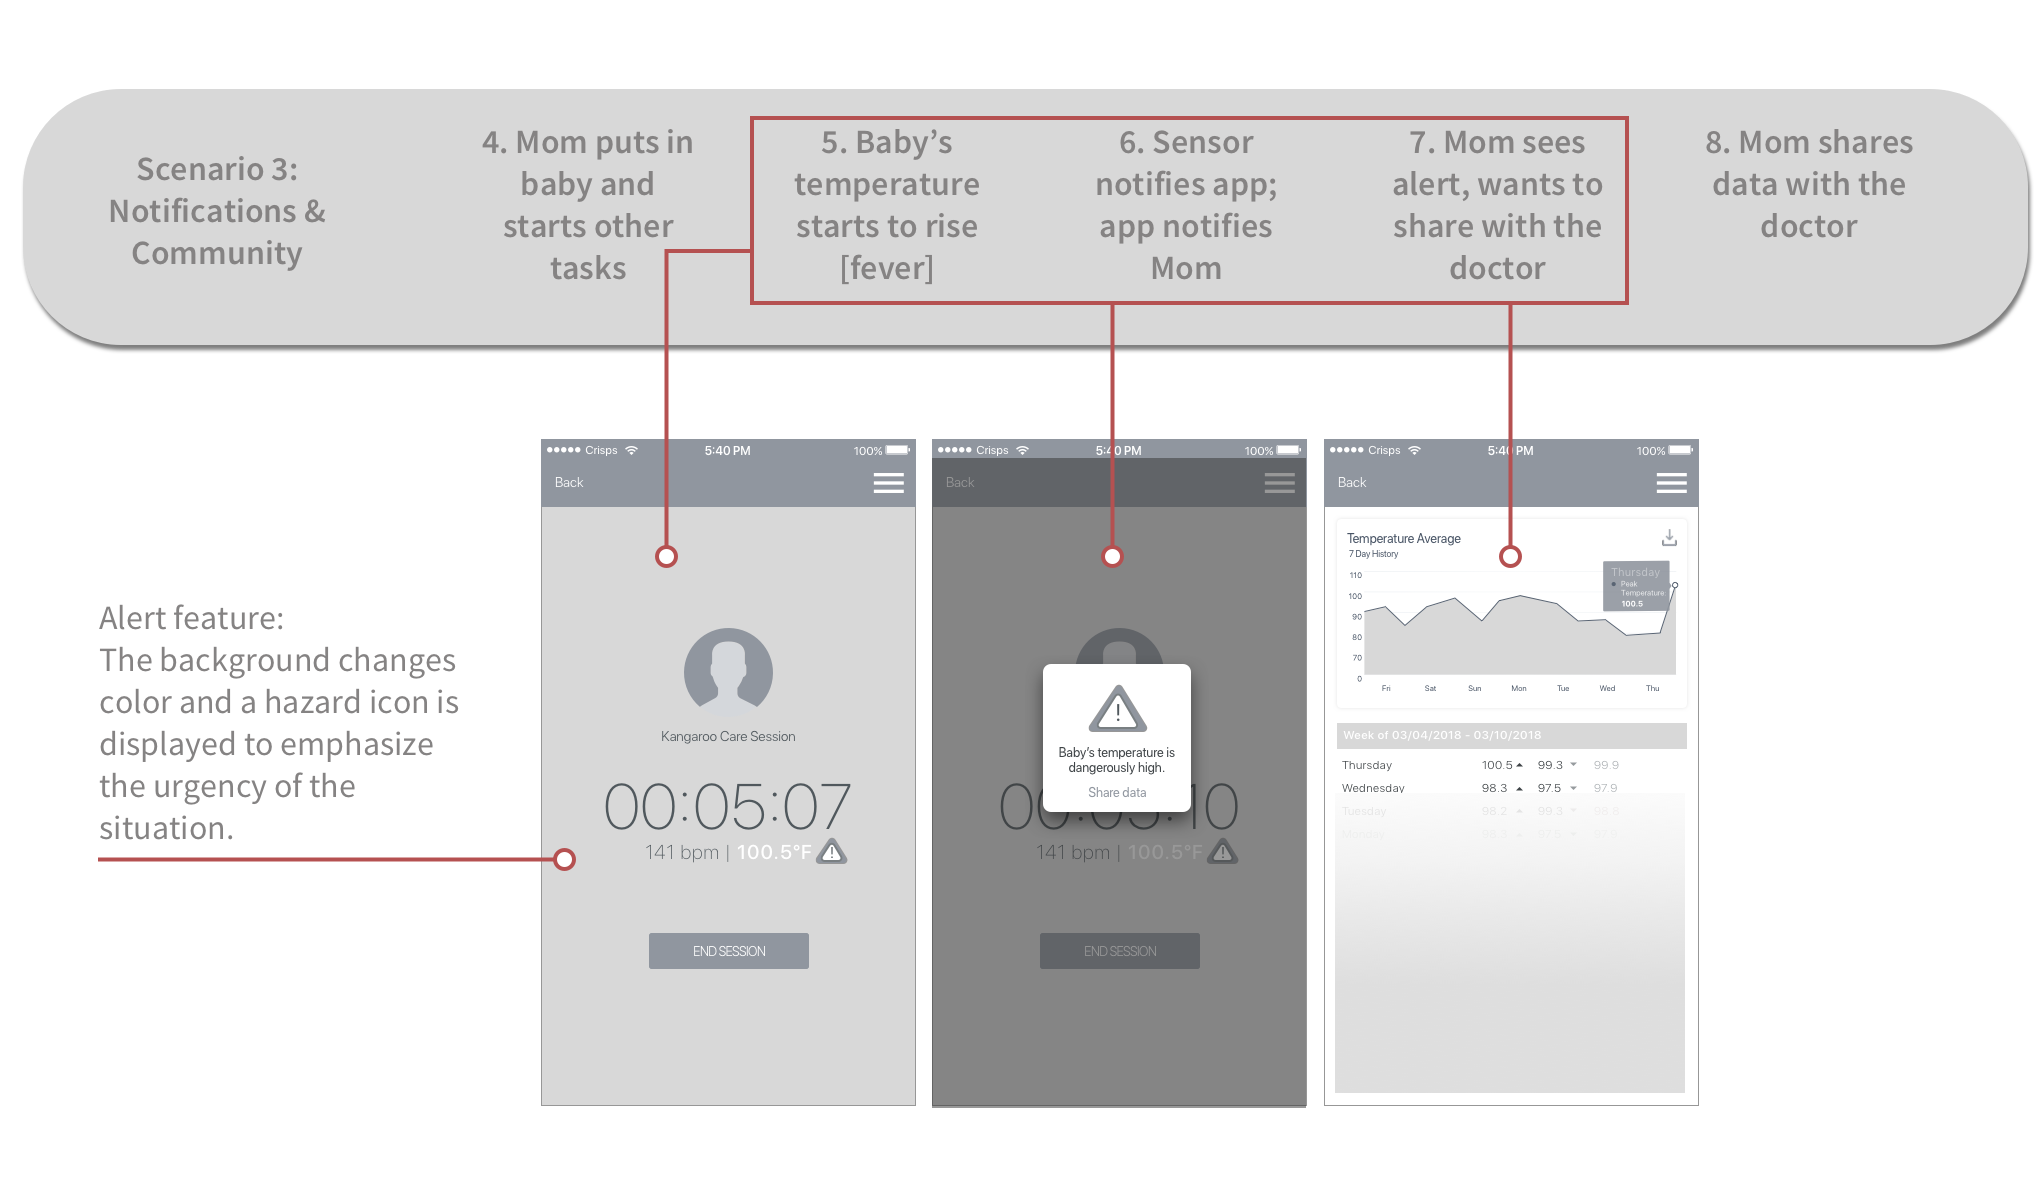 Scenario 3:
Notifications &
Community
4. Mom puts in
baby and
starts other
tasks
5. Baby's
temperature
starts to rise
[fever]
6. Sensor
notifies app;
app notifies
Mom
7. Mom sees
alert, wants to
share with the
doctor
8. Mom shares
data with the
doctor
Alert feature:
The background changes
color and a hazard icon is
displayed to emphasize
the urgency of the
situation.
Crisps 5:40 PM 100%
Back
Kangaroo Care Session
00:05:07
141 bpm | 100.5°F
END SESSION
Crisps 5:40 PM 100%
Back
Baby's temperature is
dangerously high.
Share data
00:05:10
141 bpm | 100.5°F
END SESSION
Crisps 5:40 PM 100%
Back
Temperature Average
7 Day History
Thursday
Peak
Temperature
100.5
110
100
90
80
70
0
Fri Sat Sun Mon Tue Wed Thu
Week of 03/04/2018 - 03/10/2018
Thursday 100.5 99.3 99.9
Wednesday 98.3 97.5 97.9
Tuesday 98.2 99.3
Monday